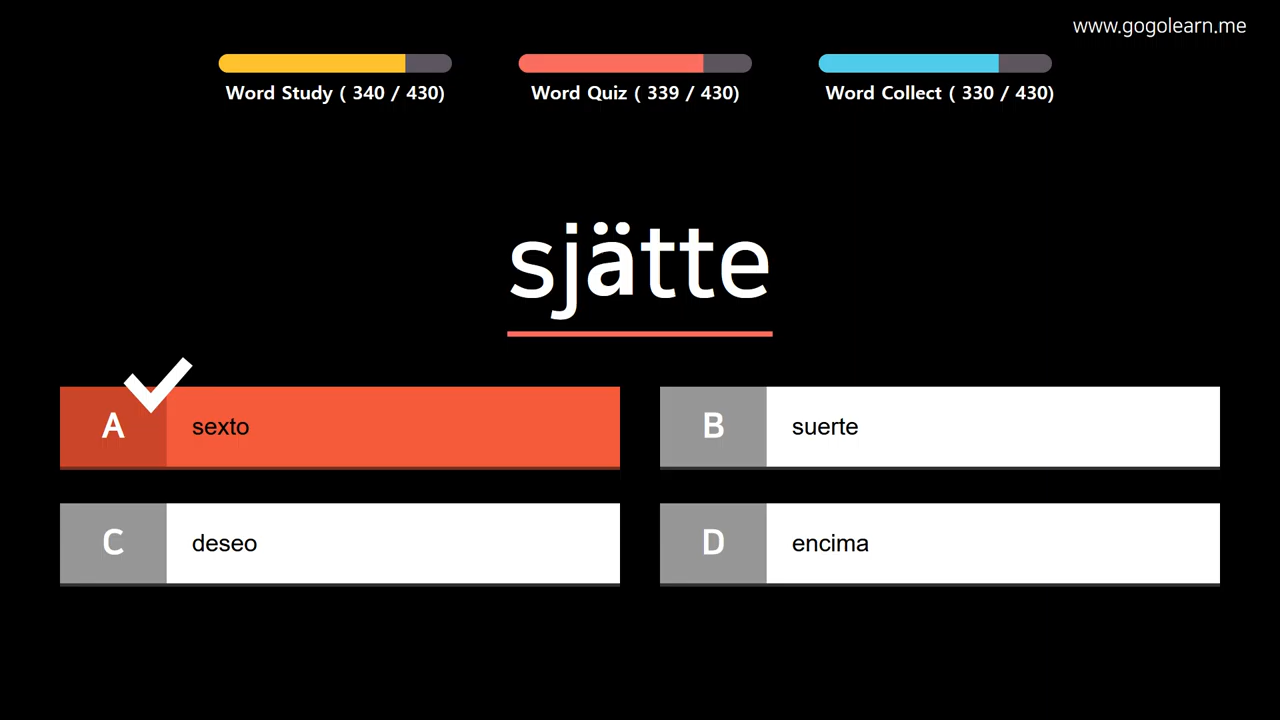 www.gogolearn.me
Word Study ( 340 / 430)
Word Quiz ( 339 / 430)
Word Collect ( 330 / 430)
sjätte
A sexto
B suerte
C deseo
D encima